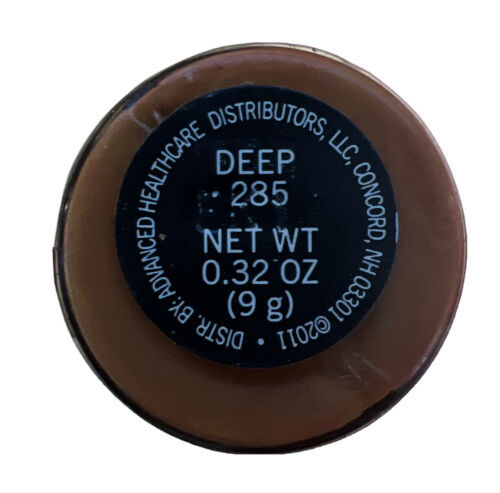 DEEP
285
NET WT
0.32 OZ
(9 g)
DISTR. BY: ADVANCED HEALTHCARE DISTRIBUTORS, LLC, CONCORD, NH 03301 ©2011 •